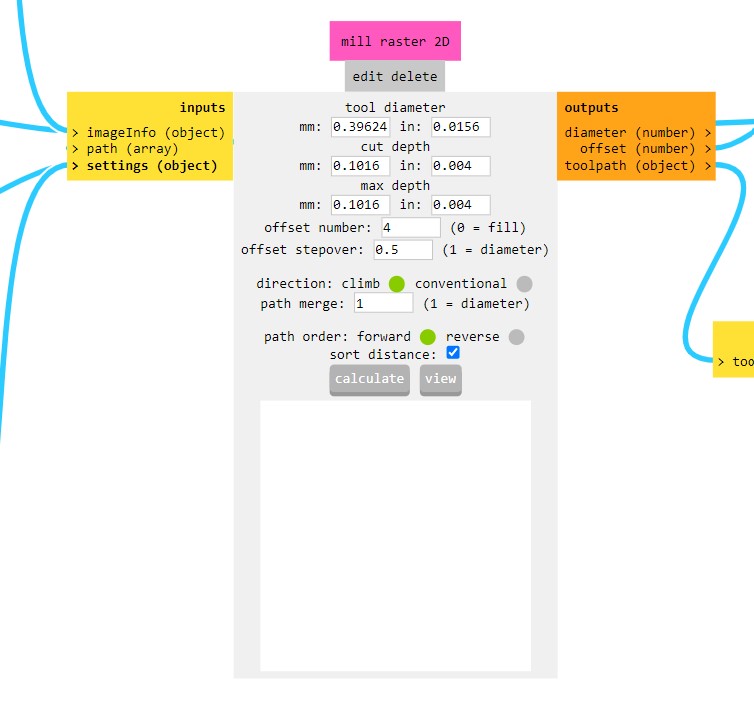 mill raster 2D
edit delete
inputs
> imageInfo (object)
> path (array)
> settings (object)
tool diameter
mm: 0.39624 in: 0.0156
cut depth
mm: 0.1016 in: 0.004
max depth
mm: 0.1016 in: 0.004
offset number: 4 (0 = fill)
offset stepover: 0.5 (1 = diameter)
direction: climb conventional
path merge: 1 (1 = diameter)
path order: forward reverse
sort distance:
calculate view
outputs
diameter (number) >
offset (number) >
toolpath (object) >
> too